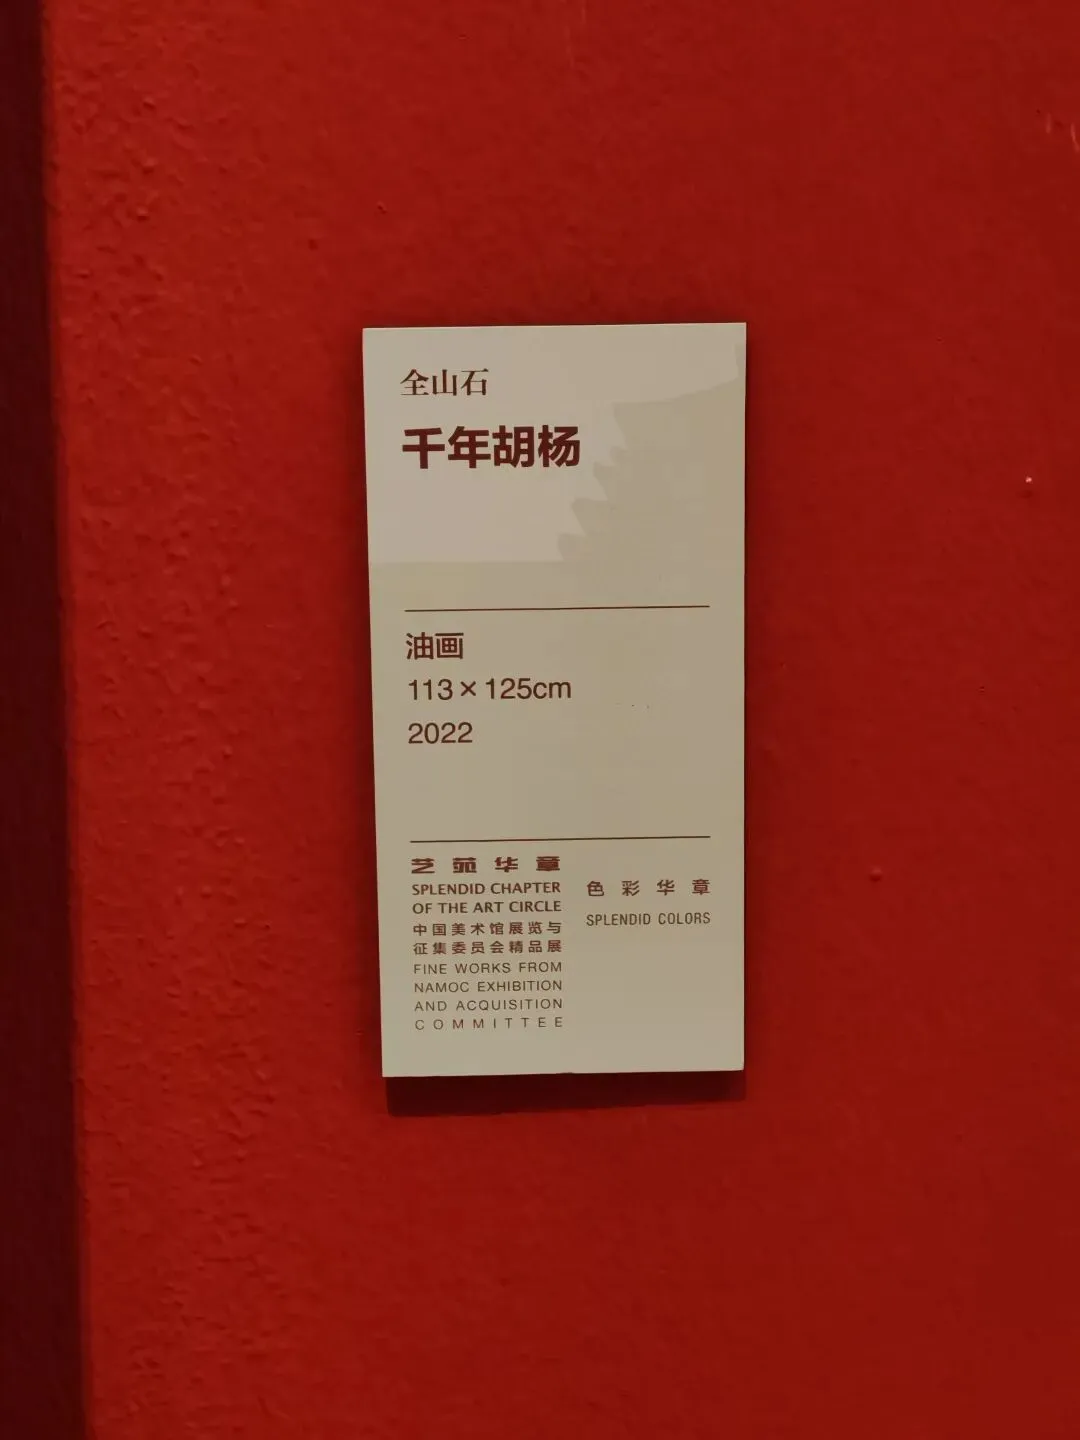 全山石
千年胡杨
油画
113×125cm
2022
艺苑华章
SPLENDID CHAPTER
OF THE ART CIRCLE
中国美术馆展览与
征集委员会精品展
FINE WORKS FROM
NAMOC EXHIBITION
AND ACQUISITION
COMMITTEE
色彩华章
SPLENDID COLORS